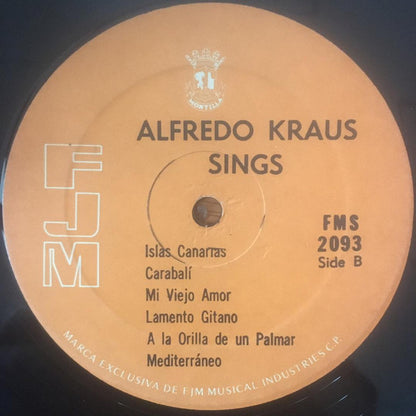 MONTILLA
ALFREDO KRAUS
SINGS
FJM
FMS
2093
Side B
Islas Canarias
Carabalí
Mi Viejo Amor
Lamento Gitano
A la Orilla de un Palmar
Mediterráneo
MARCA EXCLUSIVA DE FJM MUSICAL INDUSTRIES C.P.